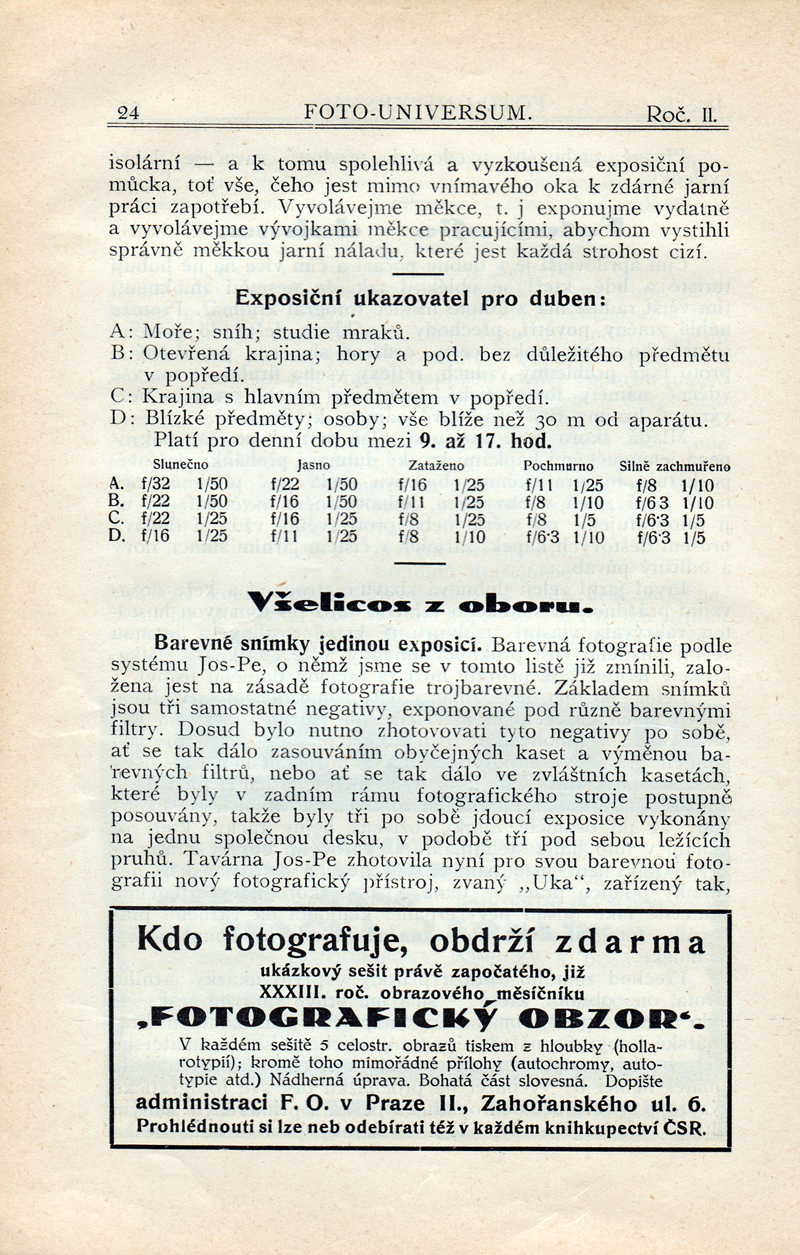 24 FOTO-UNIVERSUM. Roč. II.
isolární — a k tomu spolehlivá a vyzkoušená exposiční po-
můcka, toť vše, čeho jest mimo vnímavého oka k zdárné jarní
práci zapotřebí. Vyvolávejme měkce, t. j exponujme vydatně
a vyvolávejme vývojkami měkce pracujícími, abychom vystihli
správně měkkou jarní náladu, které jest každá strohost cizí.
Exposiční ukazovatel pro duben:
A: Moře; sníh; studie mraků.
B: Otevřená krajina; hory a pod. bez důležitého předmětu
v popředí.
C: Krajina s hlavním předmětem v popředí.
D: Blízké předměty; osoby; vše blíže než 30 m od aparátu.
Platí pro denní dobu mezi 9. až 17. hod.
Slunečno Jasno Zataženo Pochmurno Silně zachmuřeno
A. f/32 1/50 f/22 1/50 f/16 1/25 f/11 1/25 f/8 1/10
B. f/22 1/50 f/16 1/50 f/11 1/25 f/8 1/10 f/6 3 1/10
C. f/22 1/25 f/16 1/25 f/8 1/25 f/8 1/5 f/6·3 1/5
D. f/16 1/25 f/11 1/25 f/8 1/10 f/6·3 1/10 f/6·3 1/5
Všelicos z oboru.
Barevné snímky jedinou exposicí. Barevná fotografie podle
systému Jos-Pe, o němž jsme se v tomto listě již zmínili, zalo-
žena jest na zásadě fotografie trojbarevné. Základem snímků
jsou tři samostatné negativy, exponované pod různě barevnými
filtry. Dosud bylo nutno zhotovovati tyto negativy po sobě,
ať se tak dálo zasouváním obyčejných kaset a výměnou ba-
revných filtrů, nebo ať se tak dálo ve zvláštních kasetách,
které byly v zadním rámu fotografického stroje postupně
posouvány, takže byly tři po sobě jdoucí exposice vykonány
na jednu společnou desku, v podobě tří pod sebou ležících
pruhů. Tavárna Jos-Pe zhotovila nyní pro svou barevnou foto-
grafii nový fotografický přístroj, zvaný ,,Uka“, zařízený tak,
Kdo fotografuje, obdrží zdarma
ukázkový sešit právě započatého, již
XXXIII. roč. obrazového měsíčníku
‚FOTOGRAFICKÝ OBZOR‘.
V každém sešitě 5 celostr. obrazů tiskem z hloubky (holla-
rotypií); kromě toho mimořádné přílohy (autochromy, auto-
typie atd.) Nádherná úprava. Bohatá část slovesná. Dopište
administraci F. O. v Praze II., Zahořanského ul. 6.
Prohlédnouti si lze neb odebírati též v každém knihkupectví ČSR.